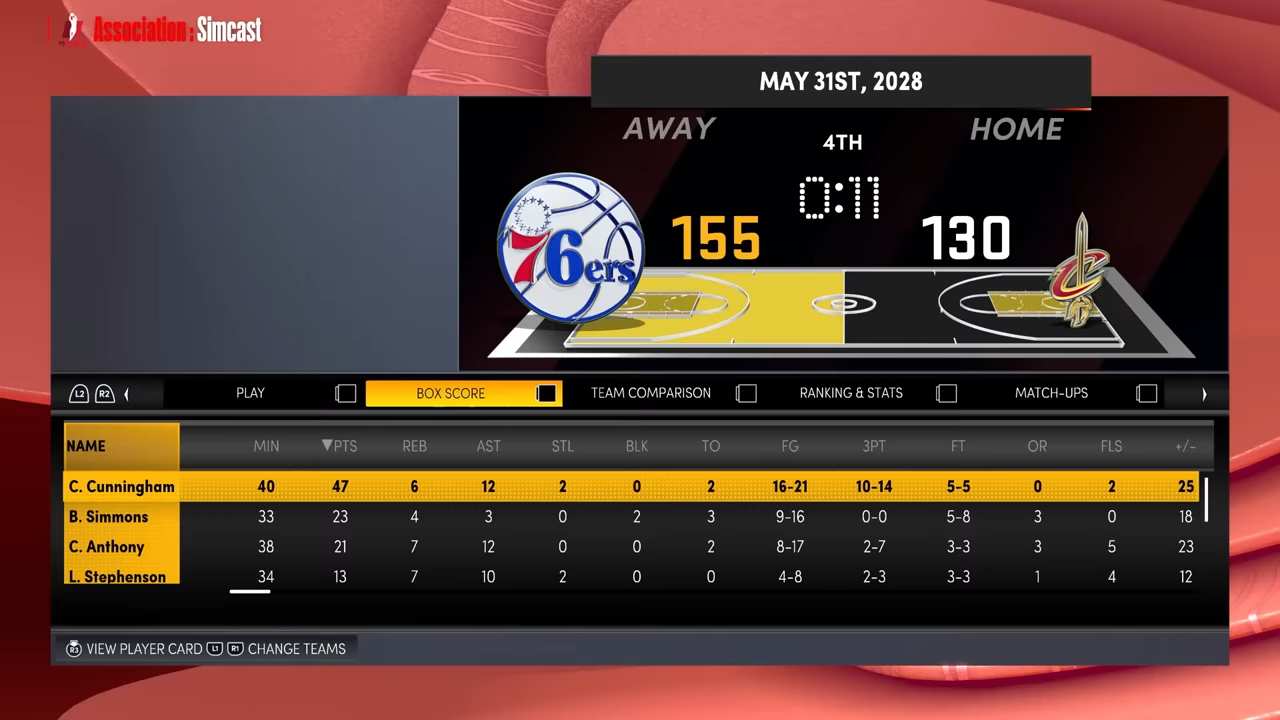 Association: Simcast
MAY 31ST, 2028
AWAY
HOME
4TH
0:11
76ers
155
130
C
L2 R2 PLAY BOX SCORE TEAM COMPARISON RANKING & STATS MATCH-UPS
NAME MIN ▼PTS REB AST STL BLK TO FG 3PT FT OR FLS +/-
C. Cunningham 40 47 6 12 2 0 2 16-21 10-14 5-5 0 2 25
B. Simmons 33 23 4 3 0 2 3 9-16 0-0 5-8 3 0 18
C. Anthony 38 21 7 12 0 0 2 8-17 2-7 3-3 3 5 23
L. Stephenson 34 13 7 10 2 0 0 4-8 2-3 3-3 1 4 12
R3 VIEW PLAYER CARD L1 R1 CHANGE TEAMS